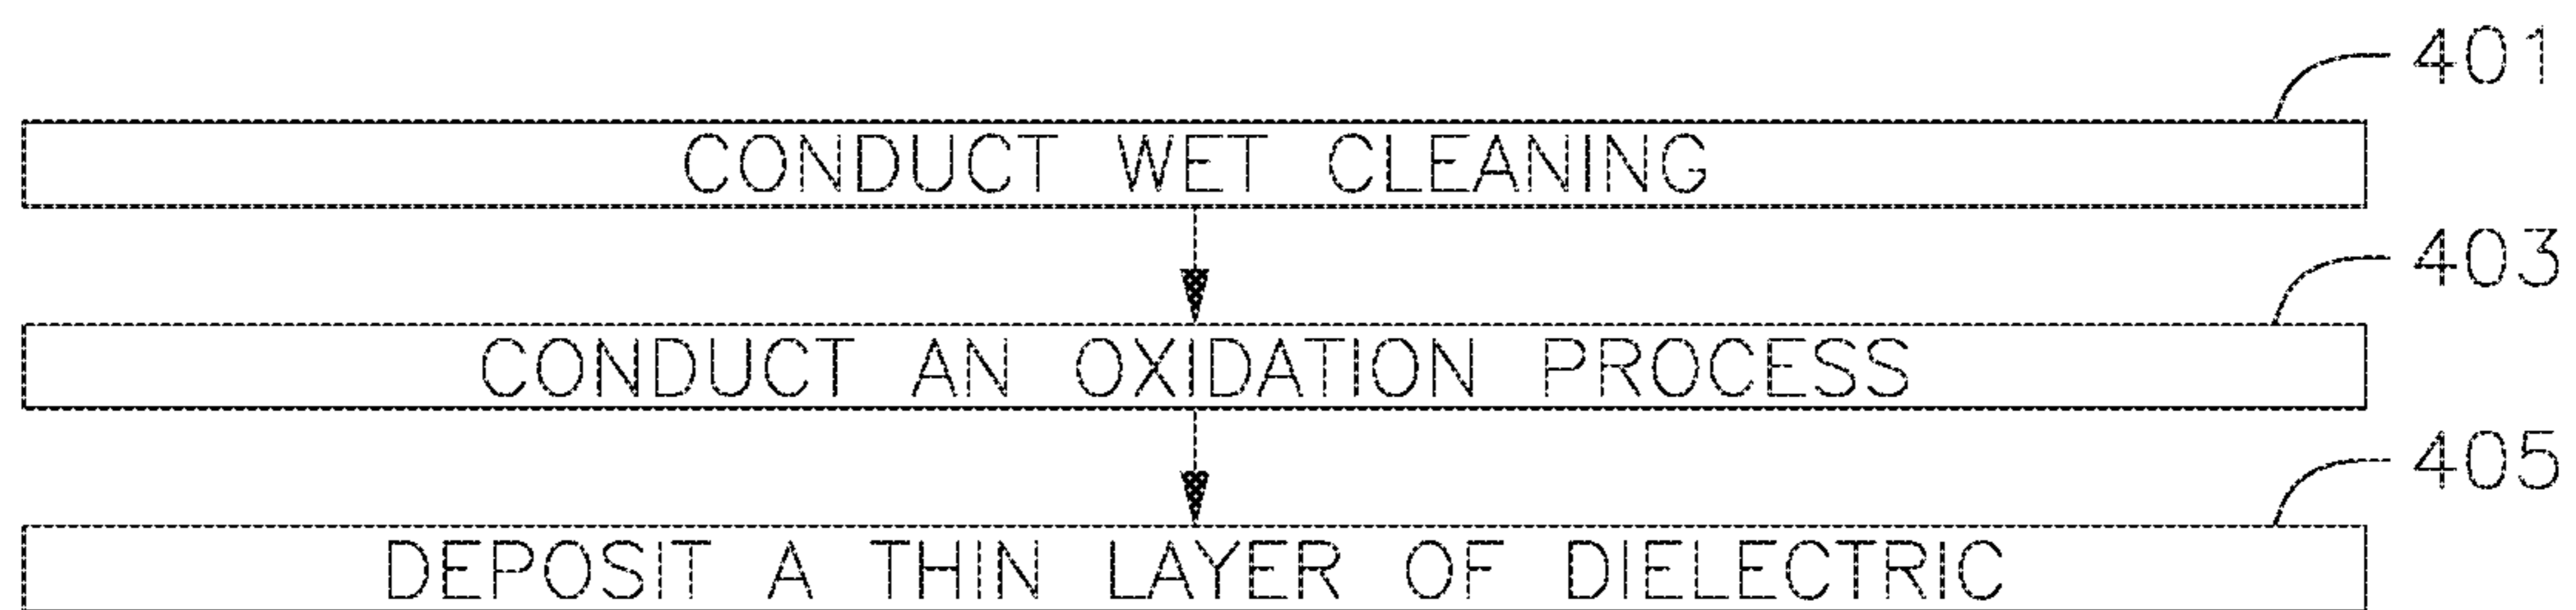 401
CONDUCT WET CLEANING
403
CONDUCT AN OXIDATION PROCESS
405
DEPOSIT A THIN LAYER OF DIELECTRIC